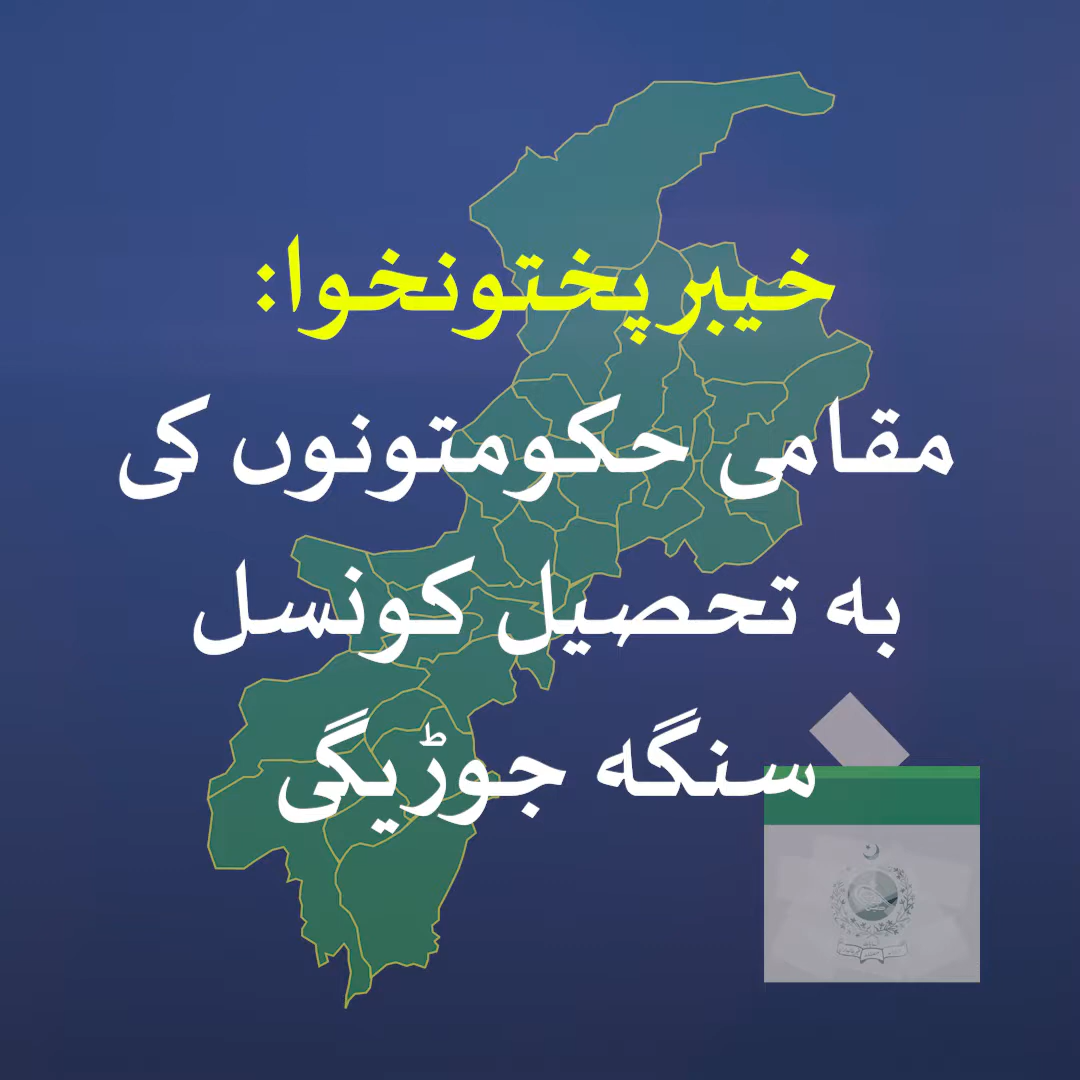 خیبر پختونخوا:
مقامی حکومتونوں کی
به تحصیل کونسل
سنگه جوړیگی